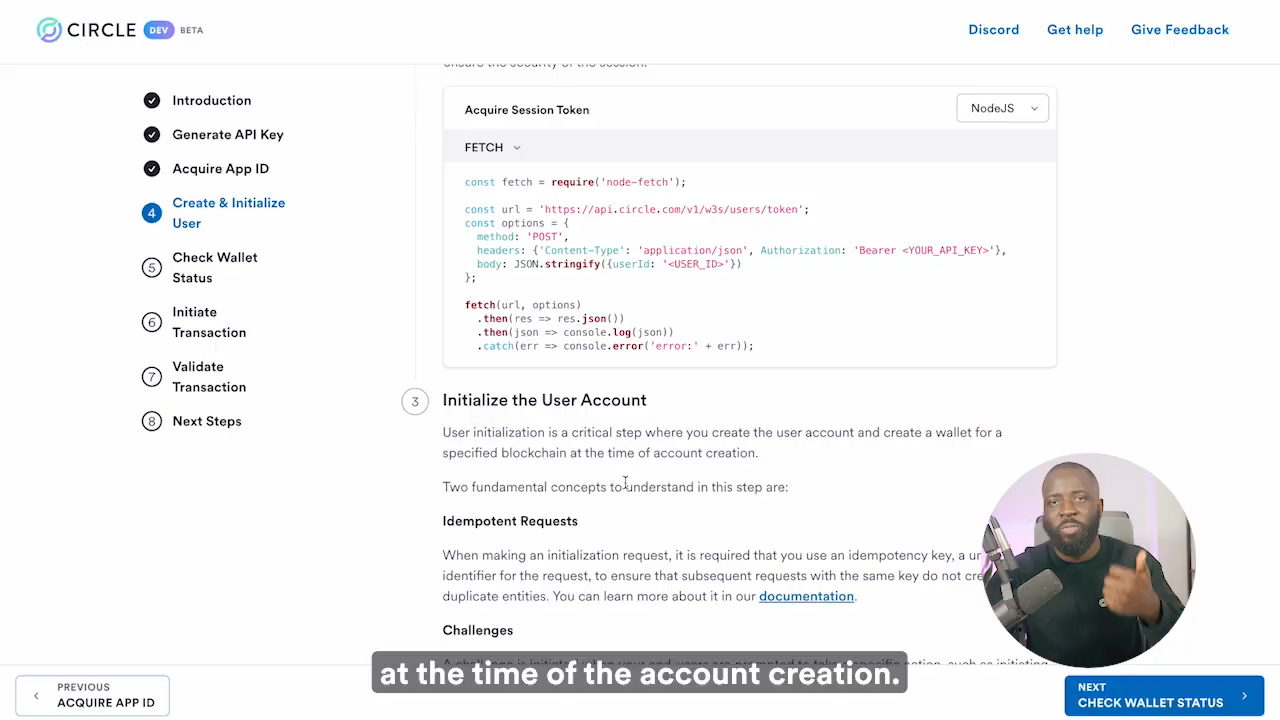 CIRCLE DEV BETA
Discord Get help Give Feedback
Introduction
Generate API Key
Acquire App ID
4 Create & Initialize
User
5 Check Wallet
Status
6 Initiate
Transaction
7 Validate
Transaction
8 Next Steps
ensure the security of the session.
Acquire Session Token
NodeJS
FETCH
const fetch = require('node-fetch');
const url = 'https://api.circle.com/v1/w3s/users/token';
const options = {
method: 'POST',
headers: {'Content-Type': 'application/json', Authorization: 'Bearer <YOUR_API_KEY>'},
body: JSON.stringify({userId: '<USER_ID>'})
};
fetch(url, options)
.then(res => res.json())
.then(json => console.log(json))
.catch(err => console.error('error:' + err));
3 Initialize the User Account
User initialization is a critical step where you create the user account and create a wallet for a
specified blockchain at the time of account creation.
Two fundamental concepts to understand in this step are:
Idempotent Requests
When making an initialization request, it is required that you use an idempotency key, a
identifier for the request, to ensure that subsequent requests with the same key do not
duplicate entities. You can learn more about it in our documentation.
Challenges
at the time of the account creation.
PREVIOUS
ACQUIRE APP ID
NEXT
CHECK WALLET STATUS